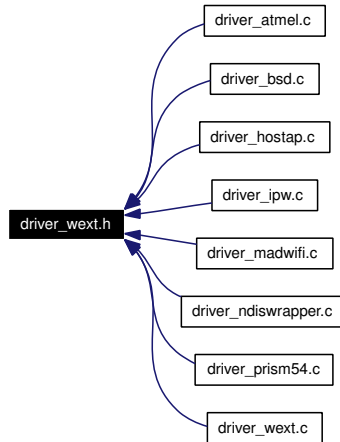 driver_atmel.c
driver_bsd.c
driver_hostap.c
driver_ipw.c
driver_wext.h
driver_madwifi.c
driver_ndiswrapper.c
driver_prism54.c
driver_wext.c